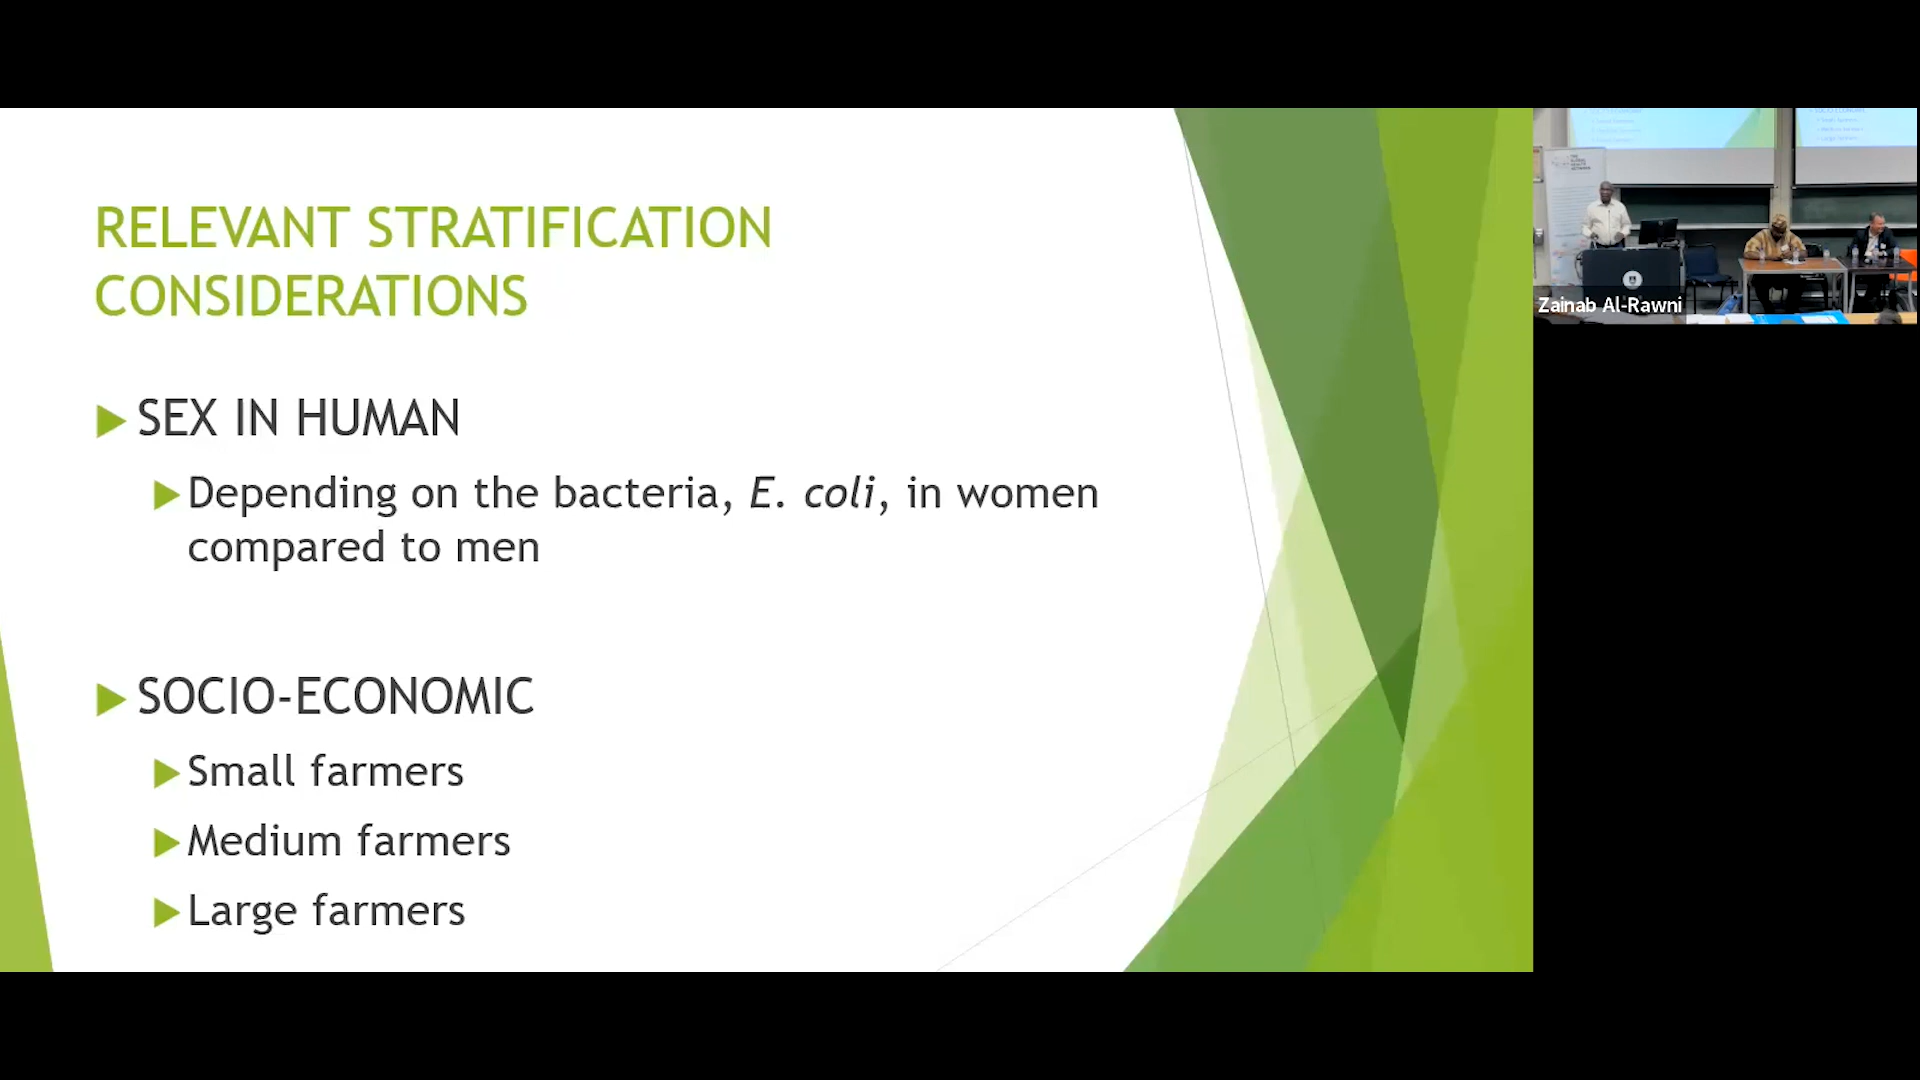 RELEVANT STRATIFICATION
CONSIDERATIONS
SEX IN HUMAN
Depending on the bacteria, E. coli, in women
compared to men
SOCIO-ECONOMIC
Small farmers
Medium farmers
Large farmers
Zainab Al-Rawni